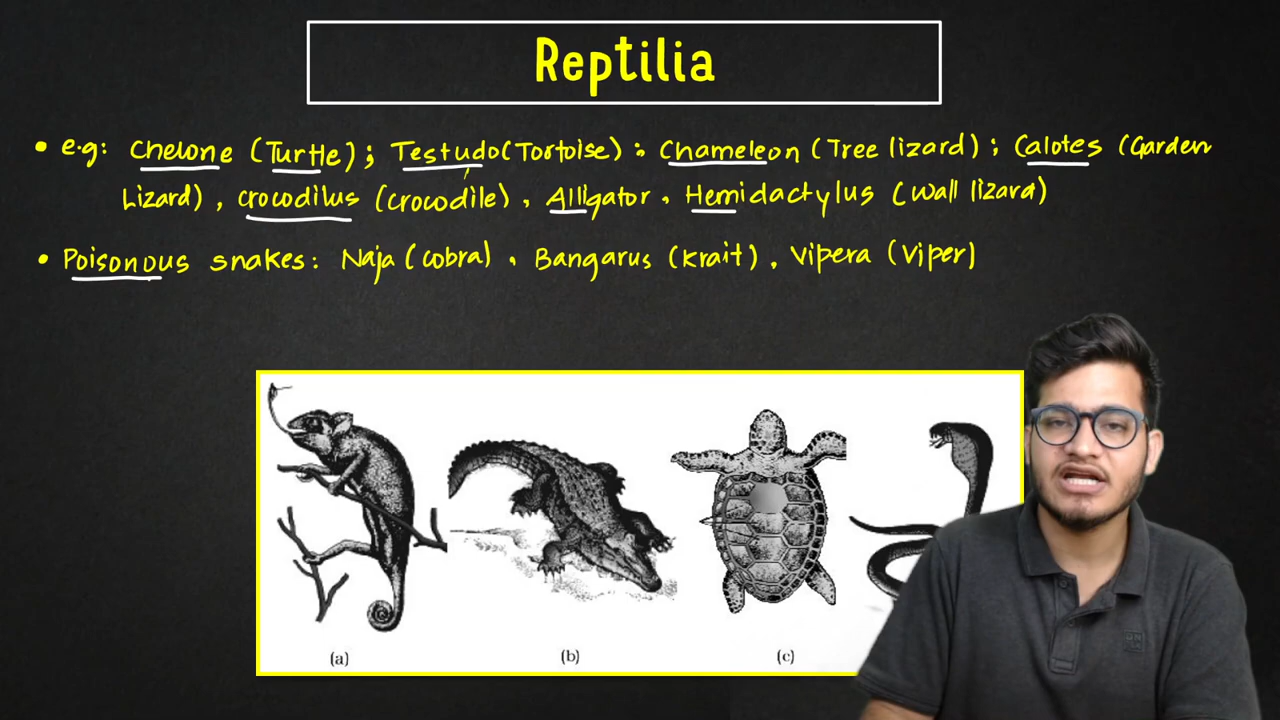 Reptilia
• e.g: Chelone (Turtle); Testudo (Tortoise); Chameleon (Tree lizard); Calotes (Garden
Lizard), crocodilus (crocodile), Alligator, Hemidactylus (wall lizard)
• Poisonous snakes: Naja (cobra), Bangarus (krait), Vipera (Viper)
(a) (b) (c)